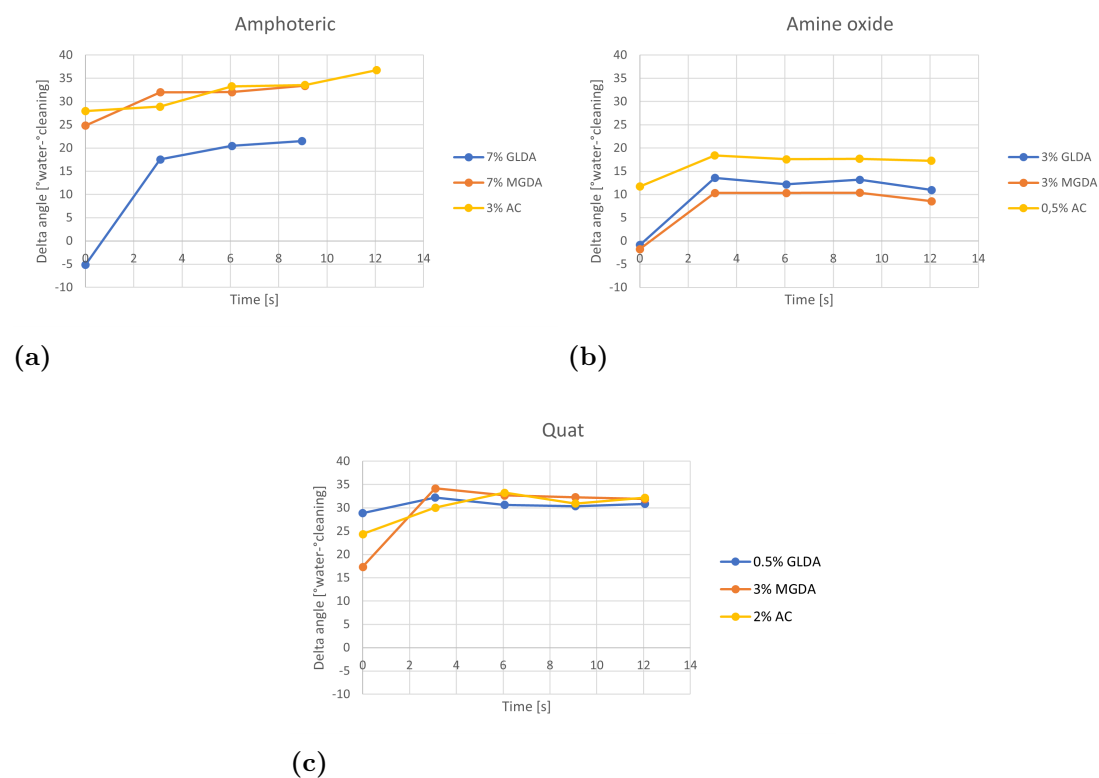 Amphoteric
40
35
30
25
20
15
10
5
0
-5
-10
0 2 4 6 8 10 12 14
Delta angle [°water-°cleaning]
Time [s]
7% GLDA
7% MGDA
3% AC
(a)
Amine oxide
40
35
30
25
20
15
10
5
0
-5
-10
0 2 4 6 8 10 12 14
Delta angle [°water-°cleaning]
Time [s]
3% GLDA
3% MGDA
0,5% AC
(b)
Quat
40
35
30
25
20
15
10
5
0
-5
-10
0 2 4 6 8 10 12 14
Delta angle [°water-°cleaning]
Time [s]
0.5% GLDA
3% MGDA
2% AC
(c)